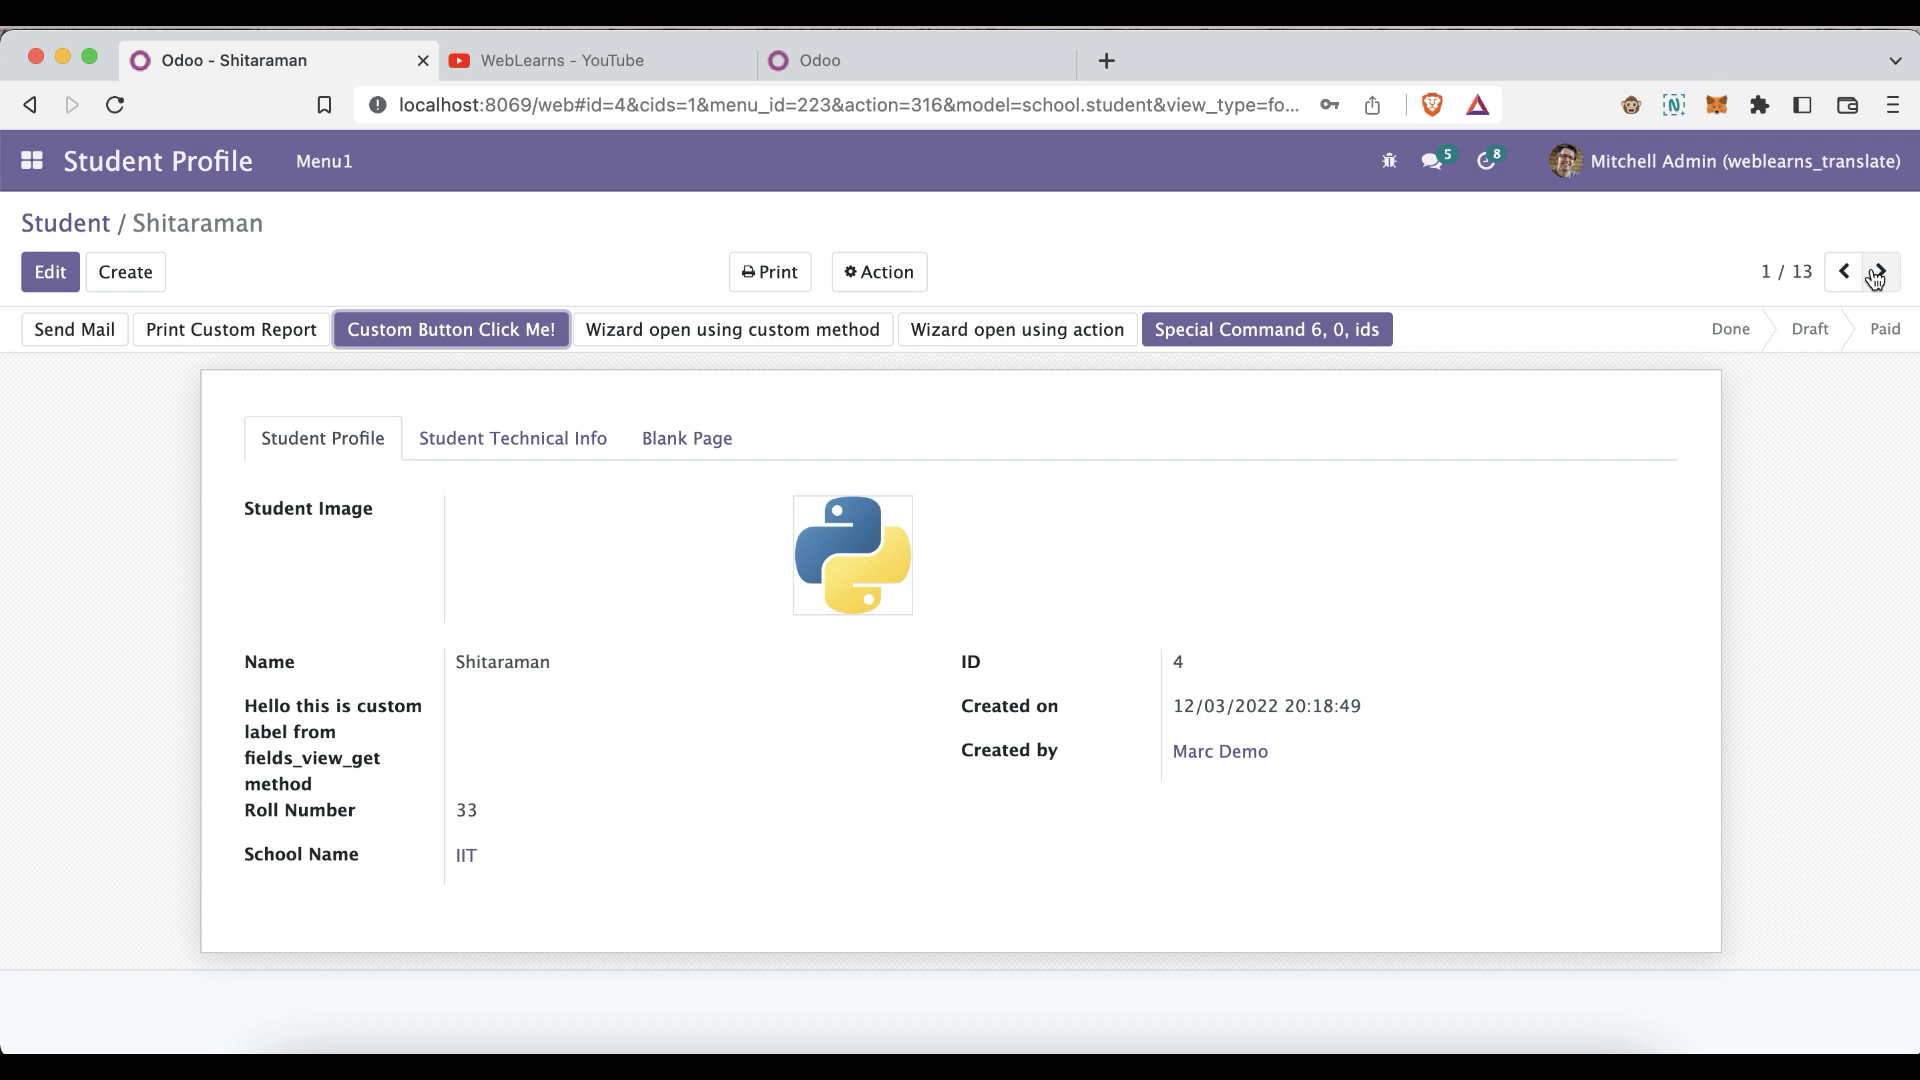 Odoo - Shitaraman
WebLearns - YouTube
Odoo
localhost:8069/web#id=4&cids=1&menu_id=223&action=316&model=school.student&view_type=fo...
Student Profile
Menu1
5
8
Mitchell Admin (weblearns_translate)
Student / Shitaraman
Edit
Create
Print
Action
1 / 13
Send Mail
Print Custom Report
Custom Button Click Me!
Wizard open using custom method
Wizard open using action
Special Command 6, 0, ids
Done
Draft
Paid
Student Profile
Student Technical Info
Blank Page
Student Image
Name
Shitaraman
Hello this is custom
label from
fields_view_get
method
Roll Number
33
School Name
IIT
ID
4
Created on
12/03/2022 20:18:49
Created by
Marc Demo